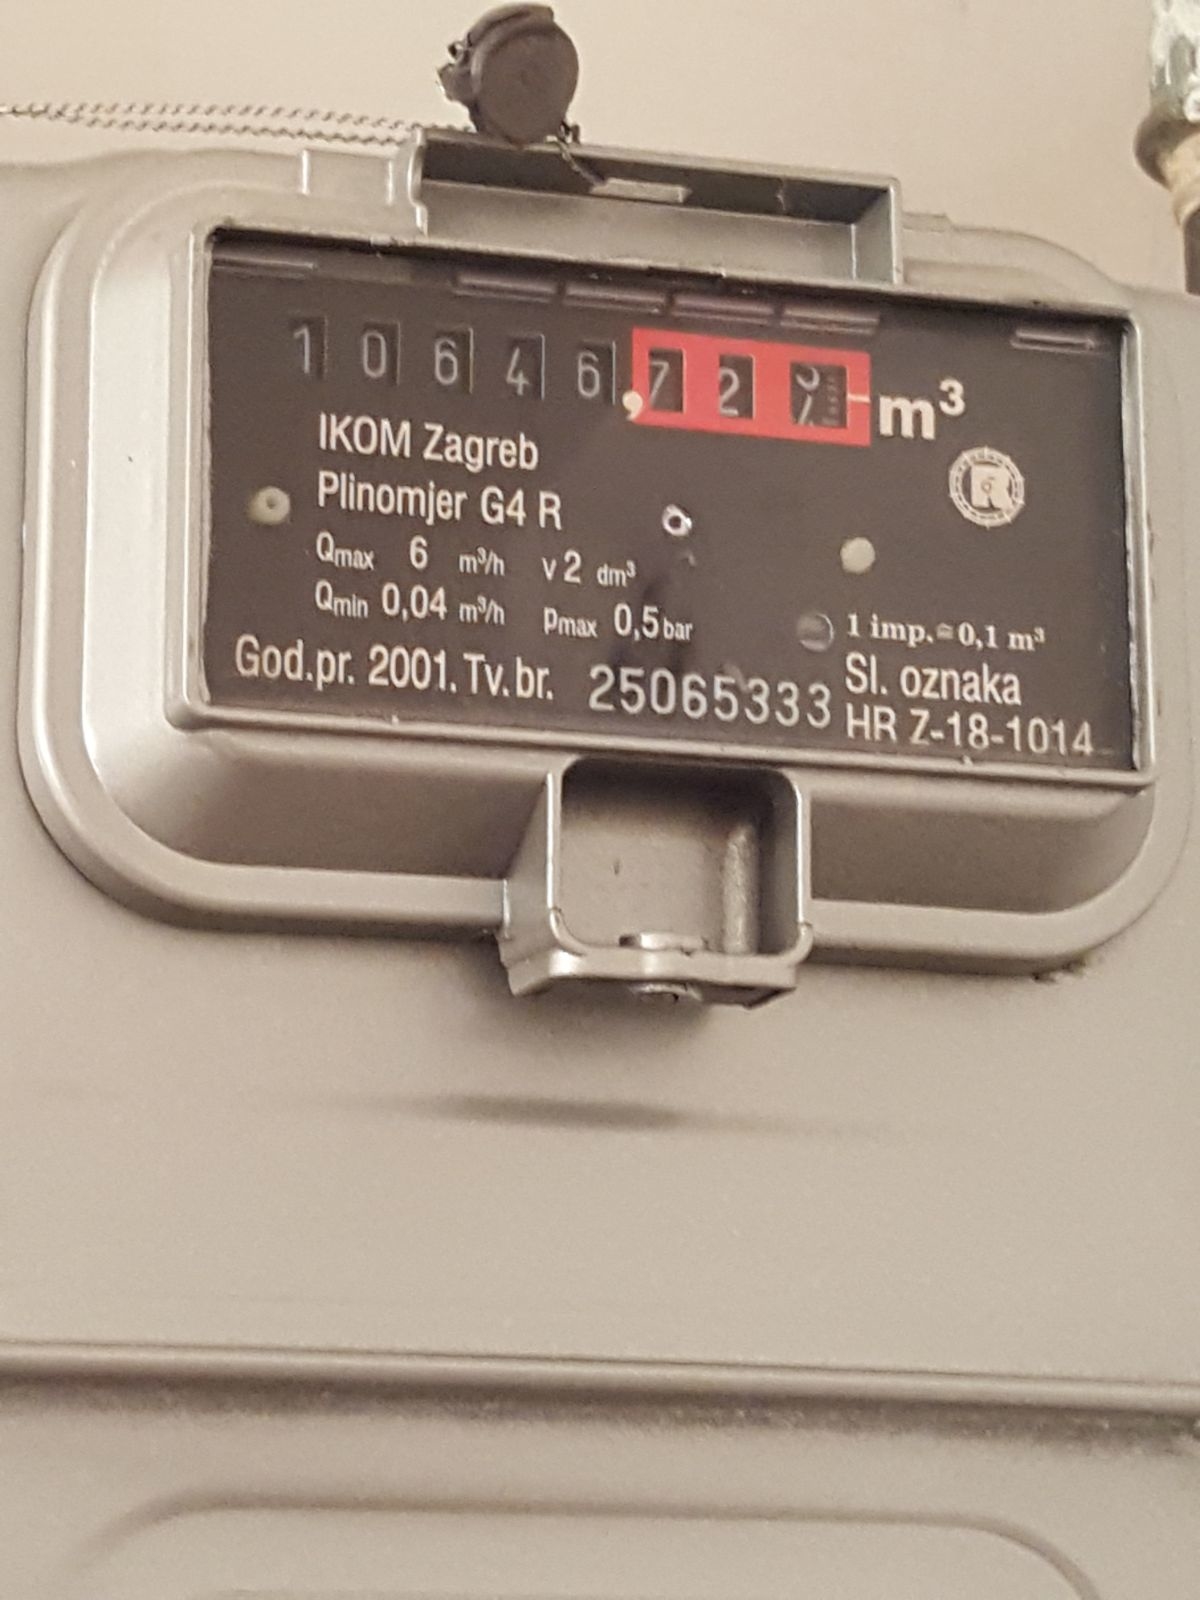 10646,72 m³
IKOM Zagreb
Plinomjer G4 R
Qmax 6 m³/h v 2 dm³
Qmin 0,04 m³/h pmax 0,5 bar
1 imp.≅0,1 m³
God.pr. 2001. Tv.br. 25065333
Sl. oznaka
HR Z-18-1014